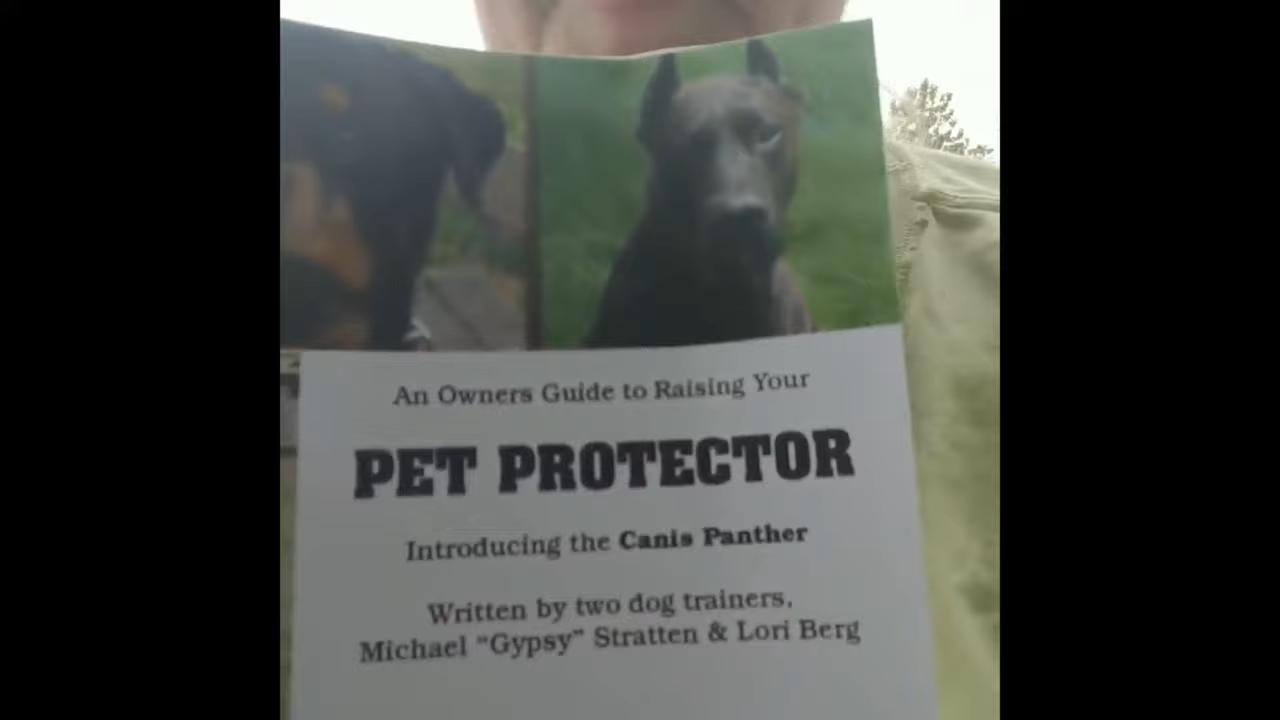 An Owners Guide to Raising Your
PET PROTECTOR
Introducing the Canis Panther
Written by two dog trainers,
Michael "Gypsy" Stratten & Lori Berg